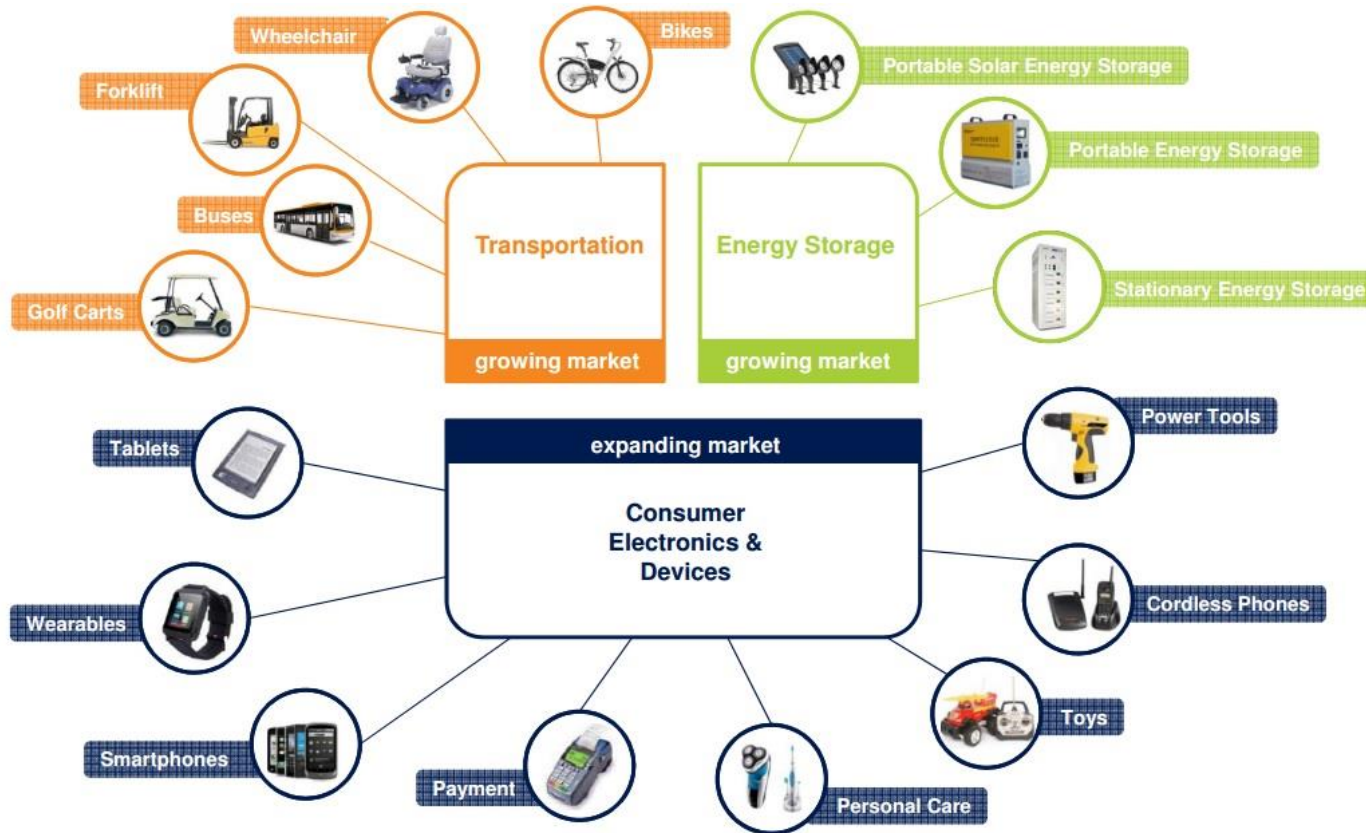 Wheelchair
Bikes
Portable Solar Energy Storage
Forklift
Portable Energy Storage
Buses
Transportation
Energy Storage
Golf Carts
Stationary Energy Storage
growing market
growing market
Tablets
expanding market
Power Tools
Consumer
Electronics &
Devices
Wearables
Cordless Phones
Smartphones
Payment
Personal Care
Toys